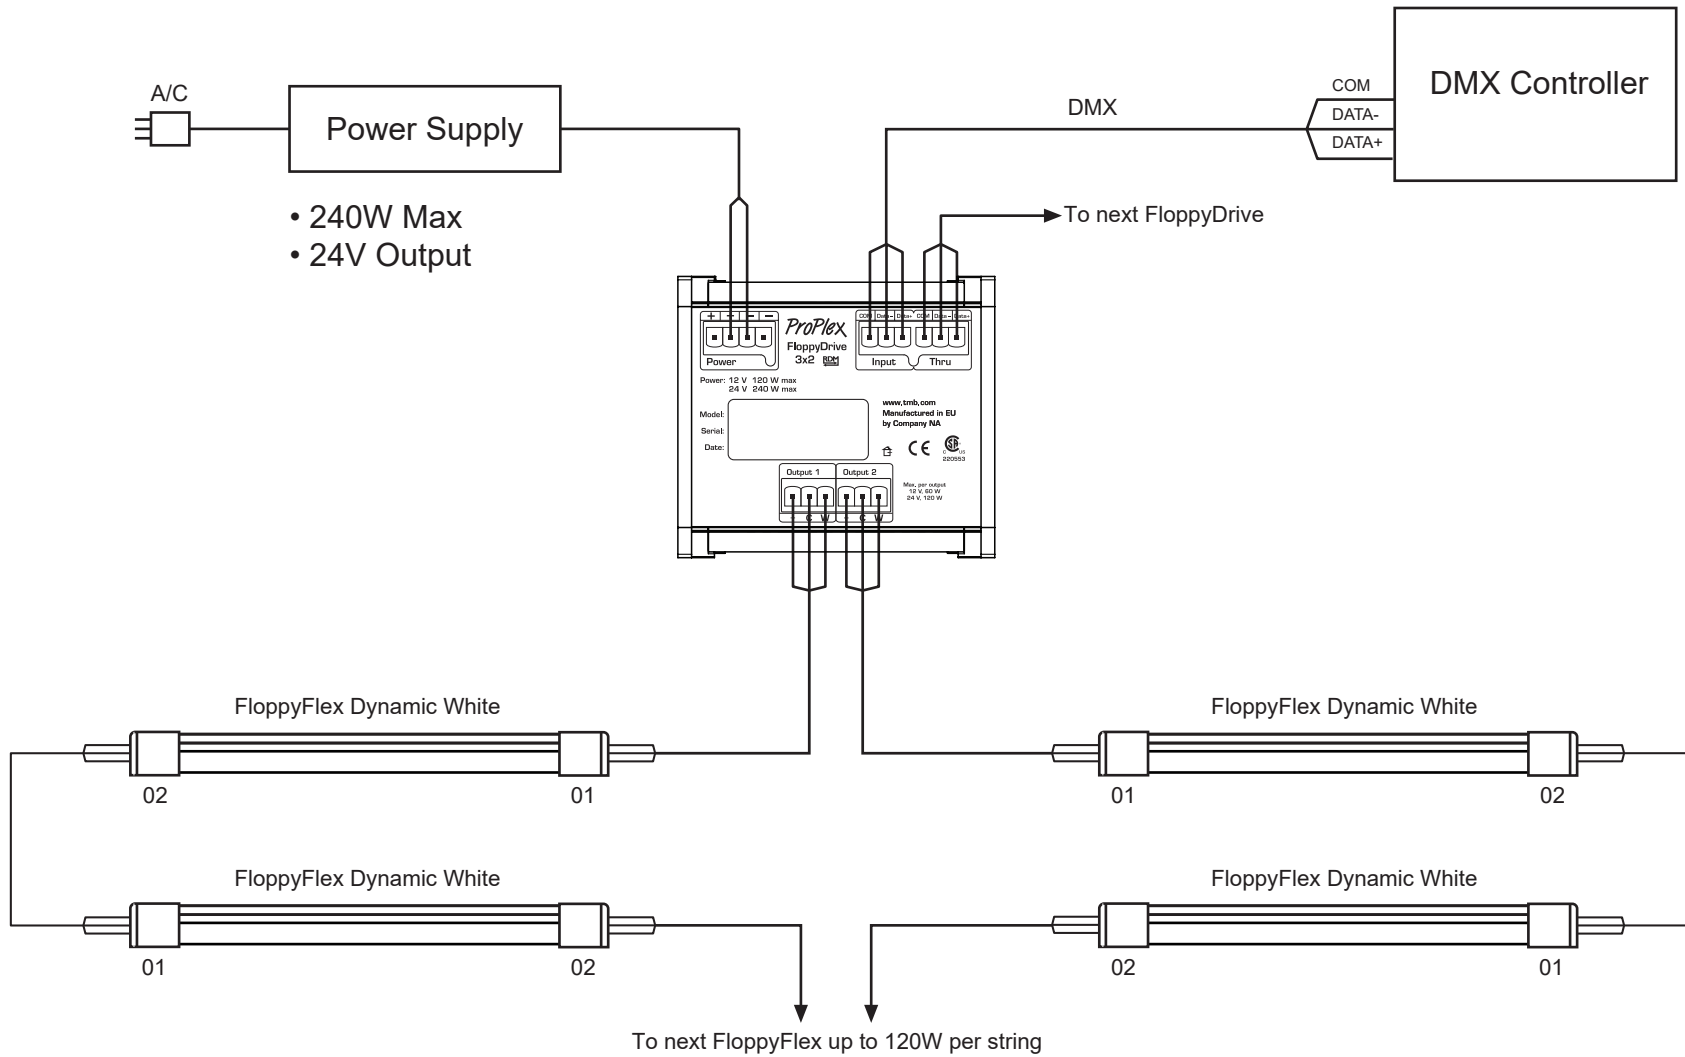 A/C
Power Supply
• 240W Max
• 24V Output
DMX
COM
DATA-
DATA+
DMX Controller
To next FloppyDrive
+ + − −
Power
ProPlex
FloppyDrive
3x2 RDM
COM Data− Data+ COM Data− Data+
Input Thru
Power: 12 V 120 W max
24 V 240 W max
Model:
Serial:
Date:
www.tmb.com
Manufactured in EU
by Company NA
CE
C US
220553
Output 1 Output 2
Max. per output
12 V, 60 W
24 V, 120 W
+ C W + C W
FloppyFlex Dynamic White
02 01
FloppyFlex Dynamic White
01 02
FloppyFlex Dynamic White
01 02
FloppyFlex Dynamic White
02 01
To next FloppyFlex up to 120W per string